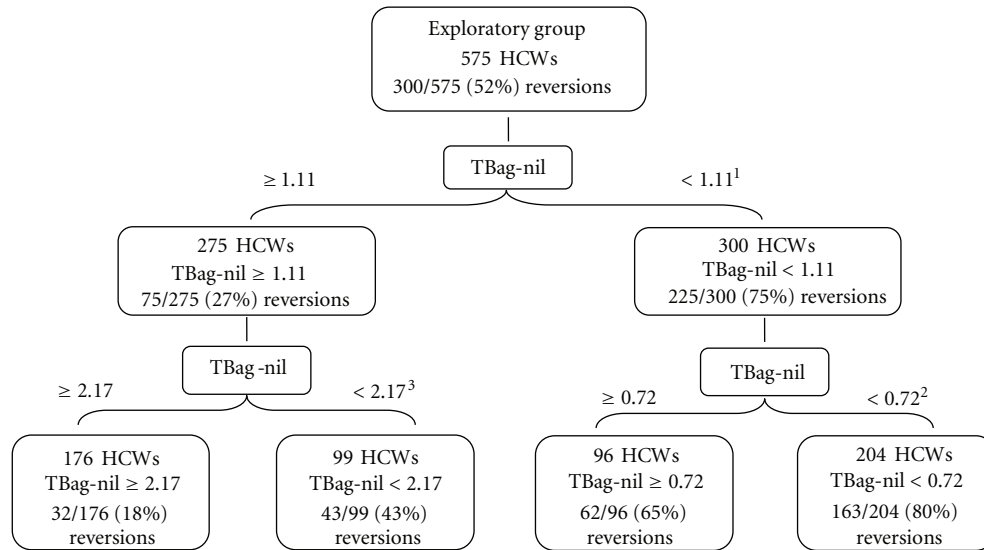 Exploratory group
575 HCWs
300/575 (52%) reversions
TBag-nil
≥ 1.11
< 1.11¹
275 HCWs
TBag-nil ≥ 1.11
75/275 (27%) reversions
300 HCWs
TBag-nil < 1.11
225/300 (75%) reversions
TBag-nil
≥ 2.17
< 2.17³
TBag-nil
≥ 0.72
< 0.72²
176 HCWs
TBag-nil ≥ 2.17
32/176 (18%)
reversions
99 HCWs
TBag-nil < 2.17
43/99 (43%)
reversions
96 HCWs
TBag-nil ≥ 0.72
62/96 (65%)
reversions
204 HCWs
TBag-nil < 0.72
163/204 (80%)
reversions